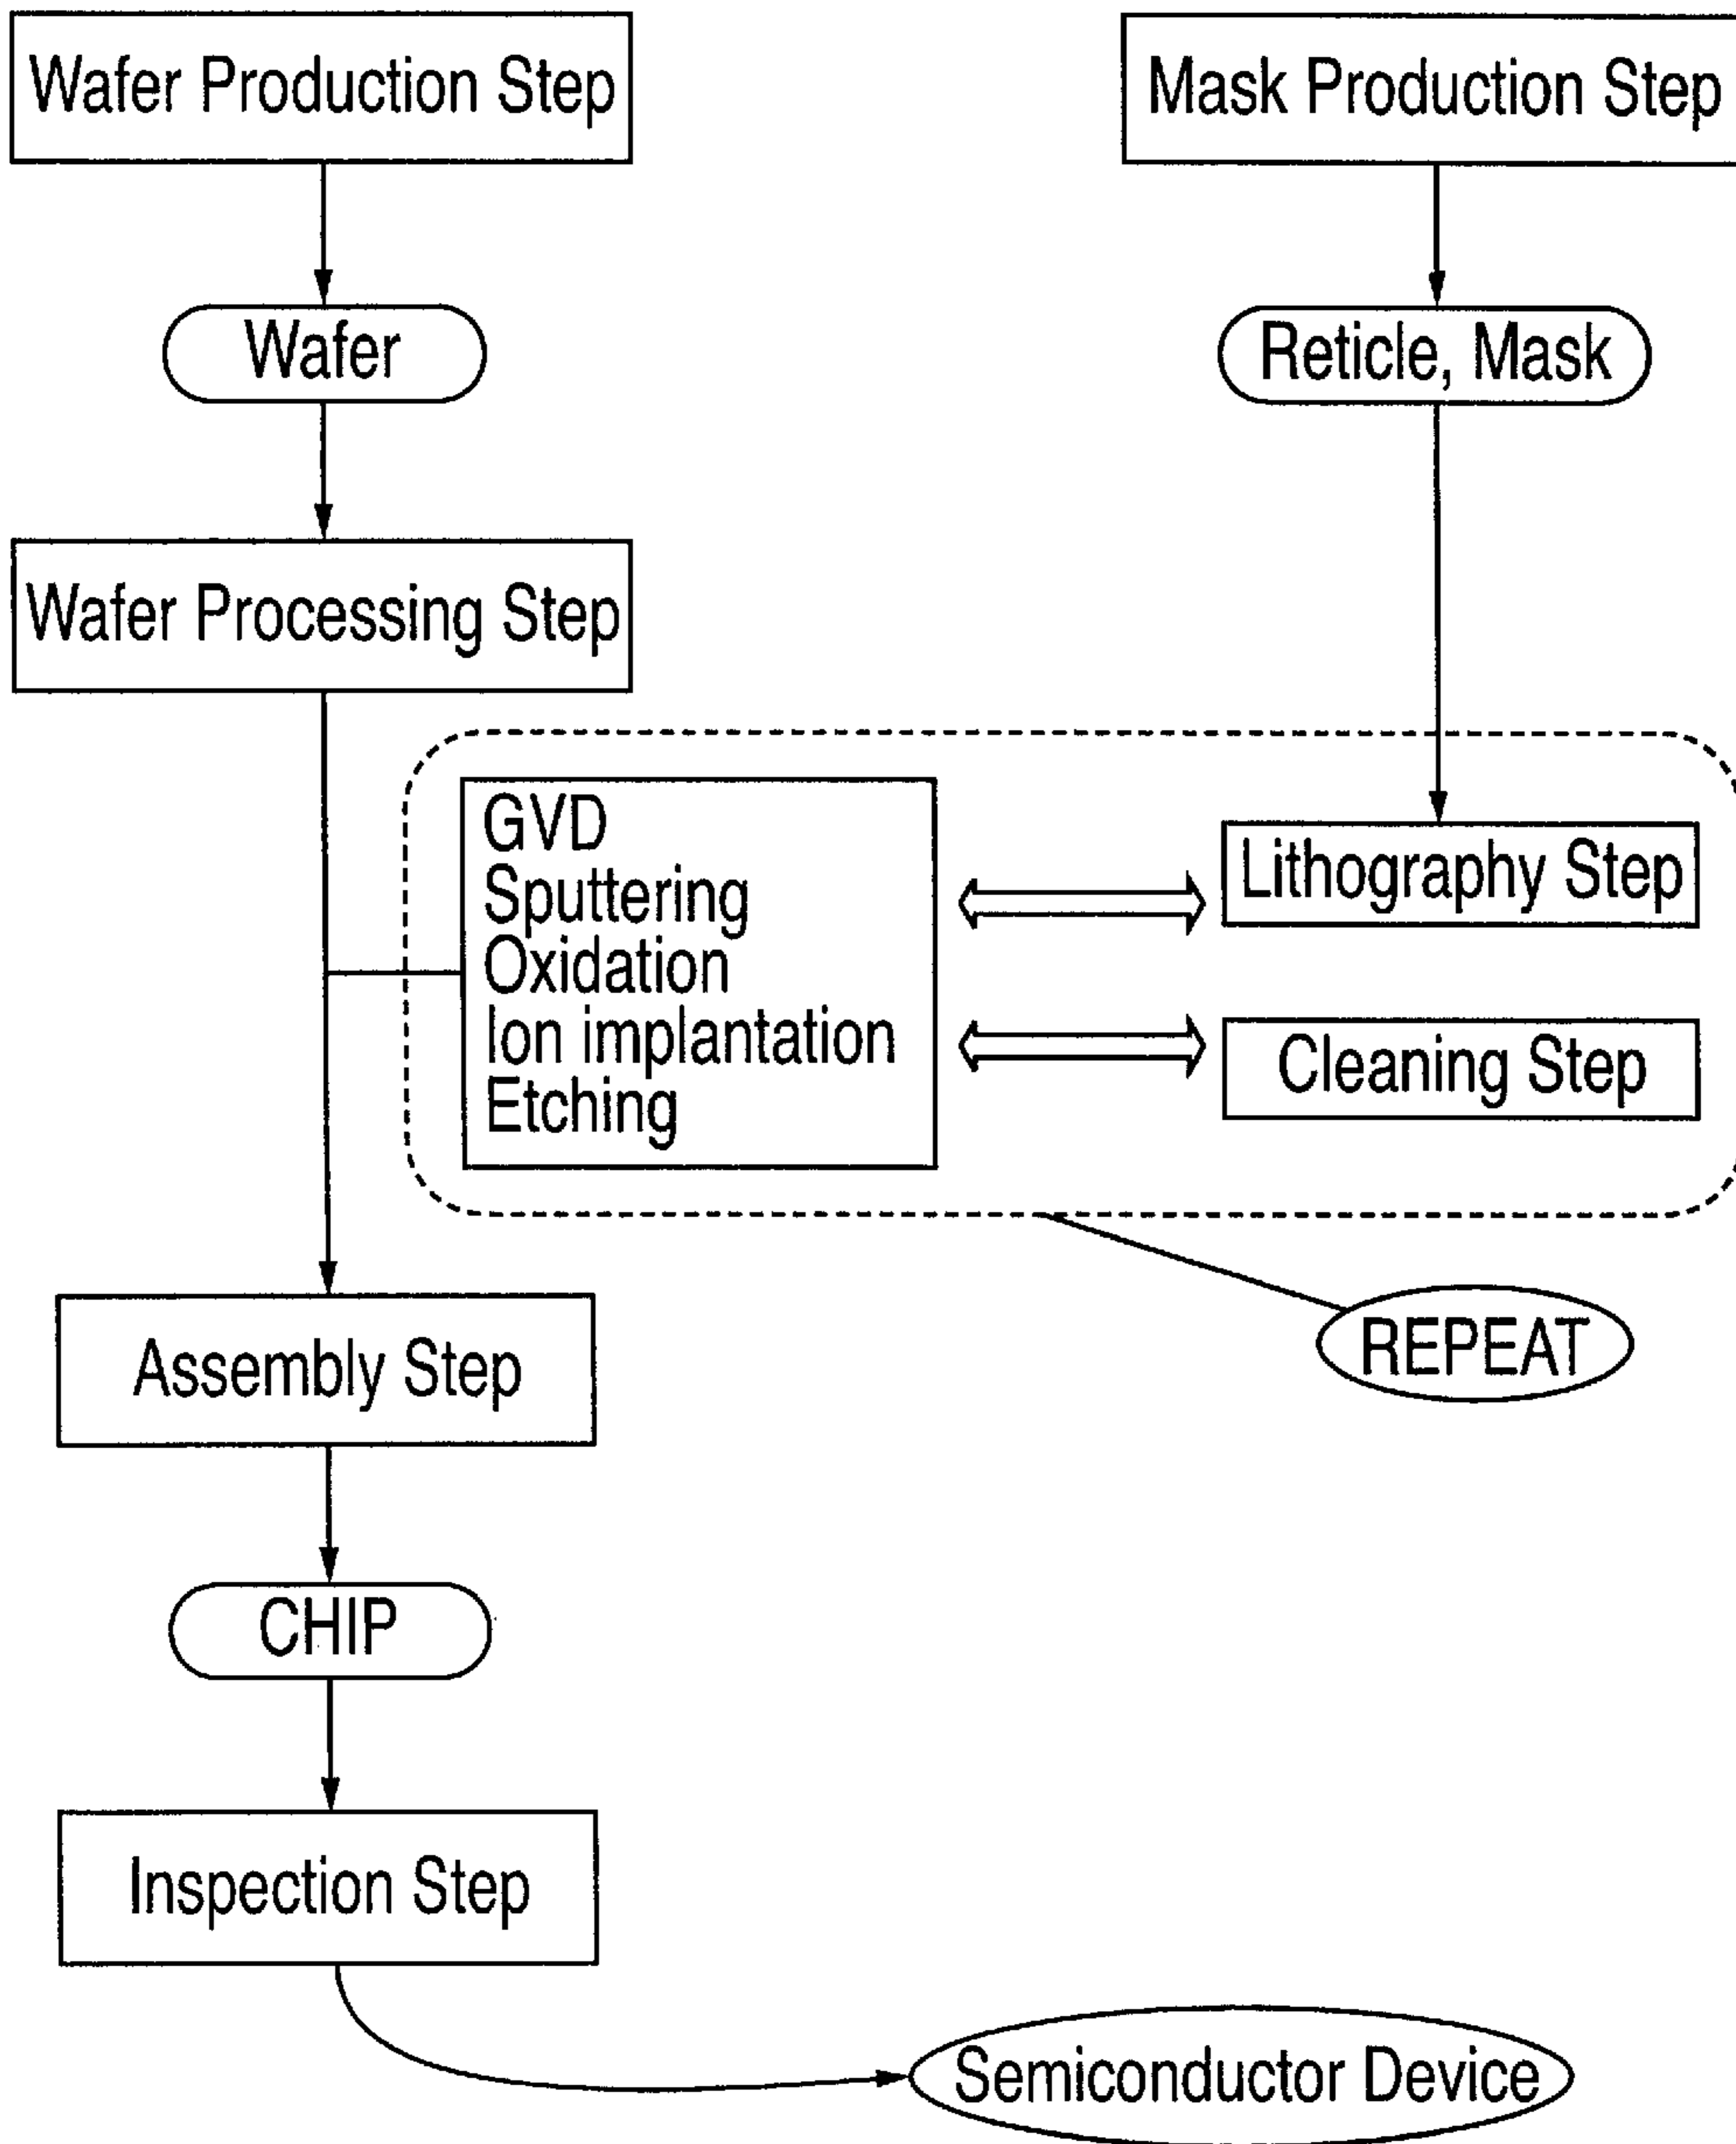 Wafer Production Step
Mask Production Step
Wafer
Reticle, Mask
Wafer Processing Step
GVD
Sputtering
Oxidation
Ion implantation
Etching
Lithography Step
Cleaning Step
REPEAT
Assembly Step
CHIP
Inspection Step
Semiconductor Device